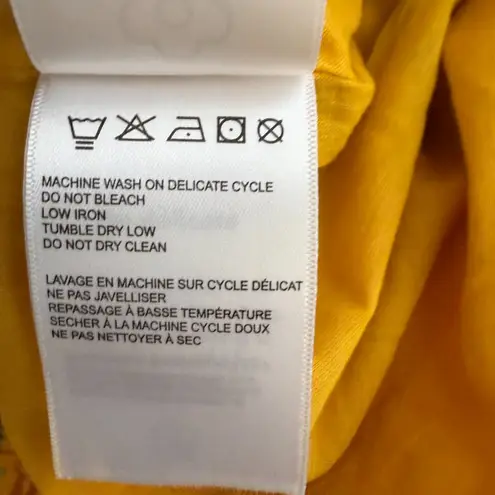 MACHINE WASH ON DELICATE CYCLE
DO NOT BLEACH
LOW IRON
TUMBLE DRY LOW
DO NOT DRY CLEAN
LAVAGE EN MACHINE SUR CYCLE DÉLICAT
NE PAS JAVELLISER
REPASSAGE À BASSE TEMPÉRATURE
SECHER À LA MACHINE CYCLE DOUX
NE PAS NETTOYER À SEC